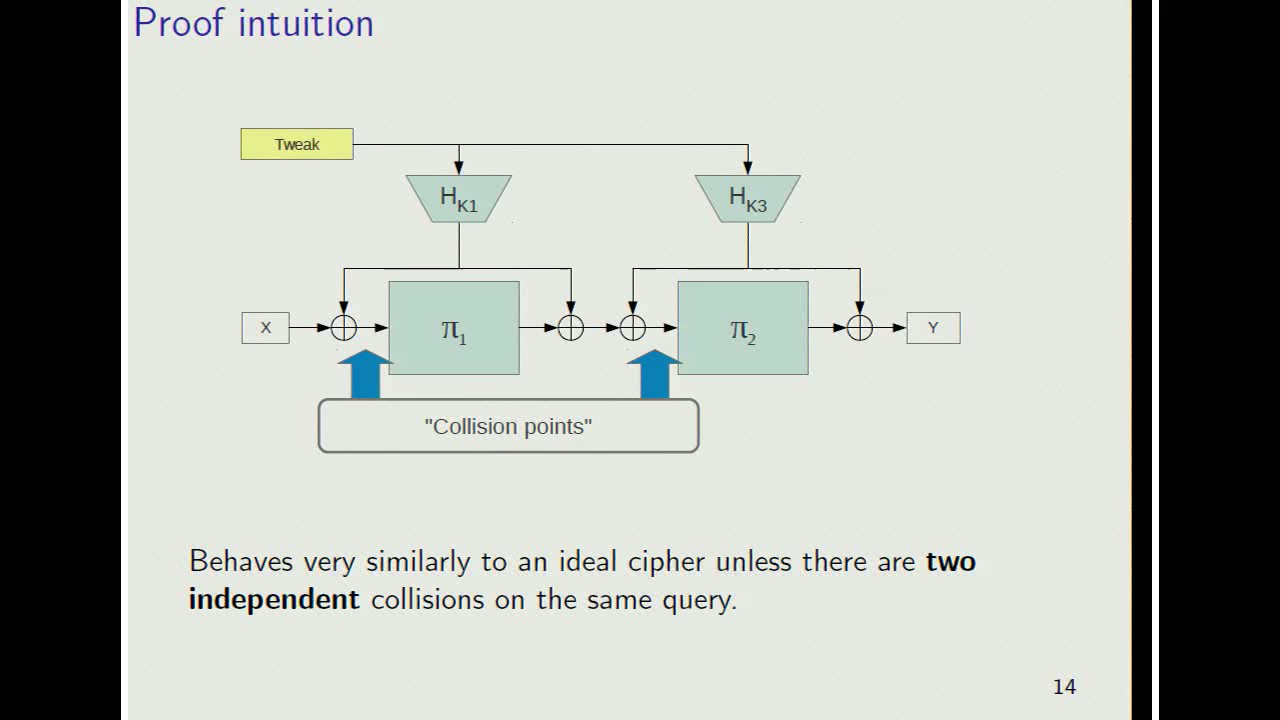 Proof intuition
Tweak
H_K1
H_K3
X
π_1
π_2
Y
"Collision points"
Behaves very similarly to an ideal cipher unless there are two
independent collisions on the same query.
14